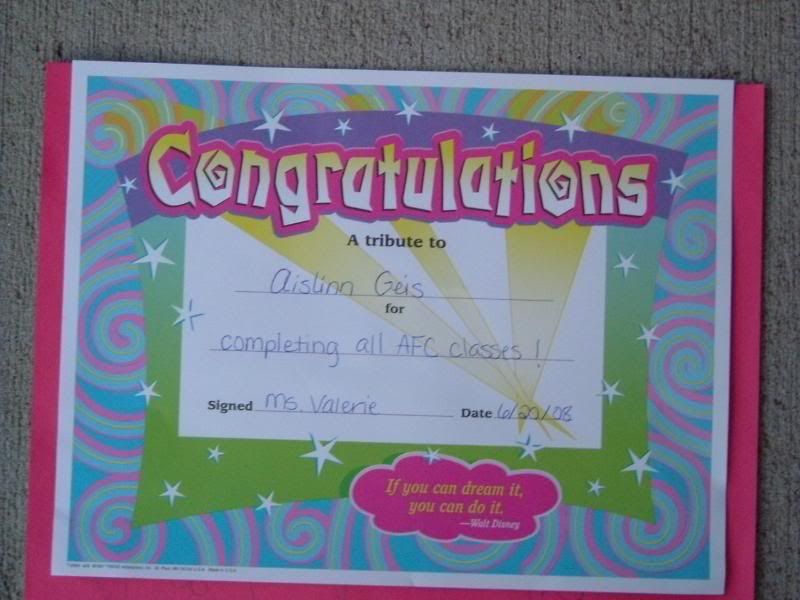 Congratulations
A tribute to
Aislinn Geis
for
completing all AFC classes!
Signed Ms. Valerie Date 6/20/08
If you can dream it,
you can do it.
—Walt Disney